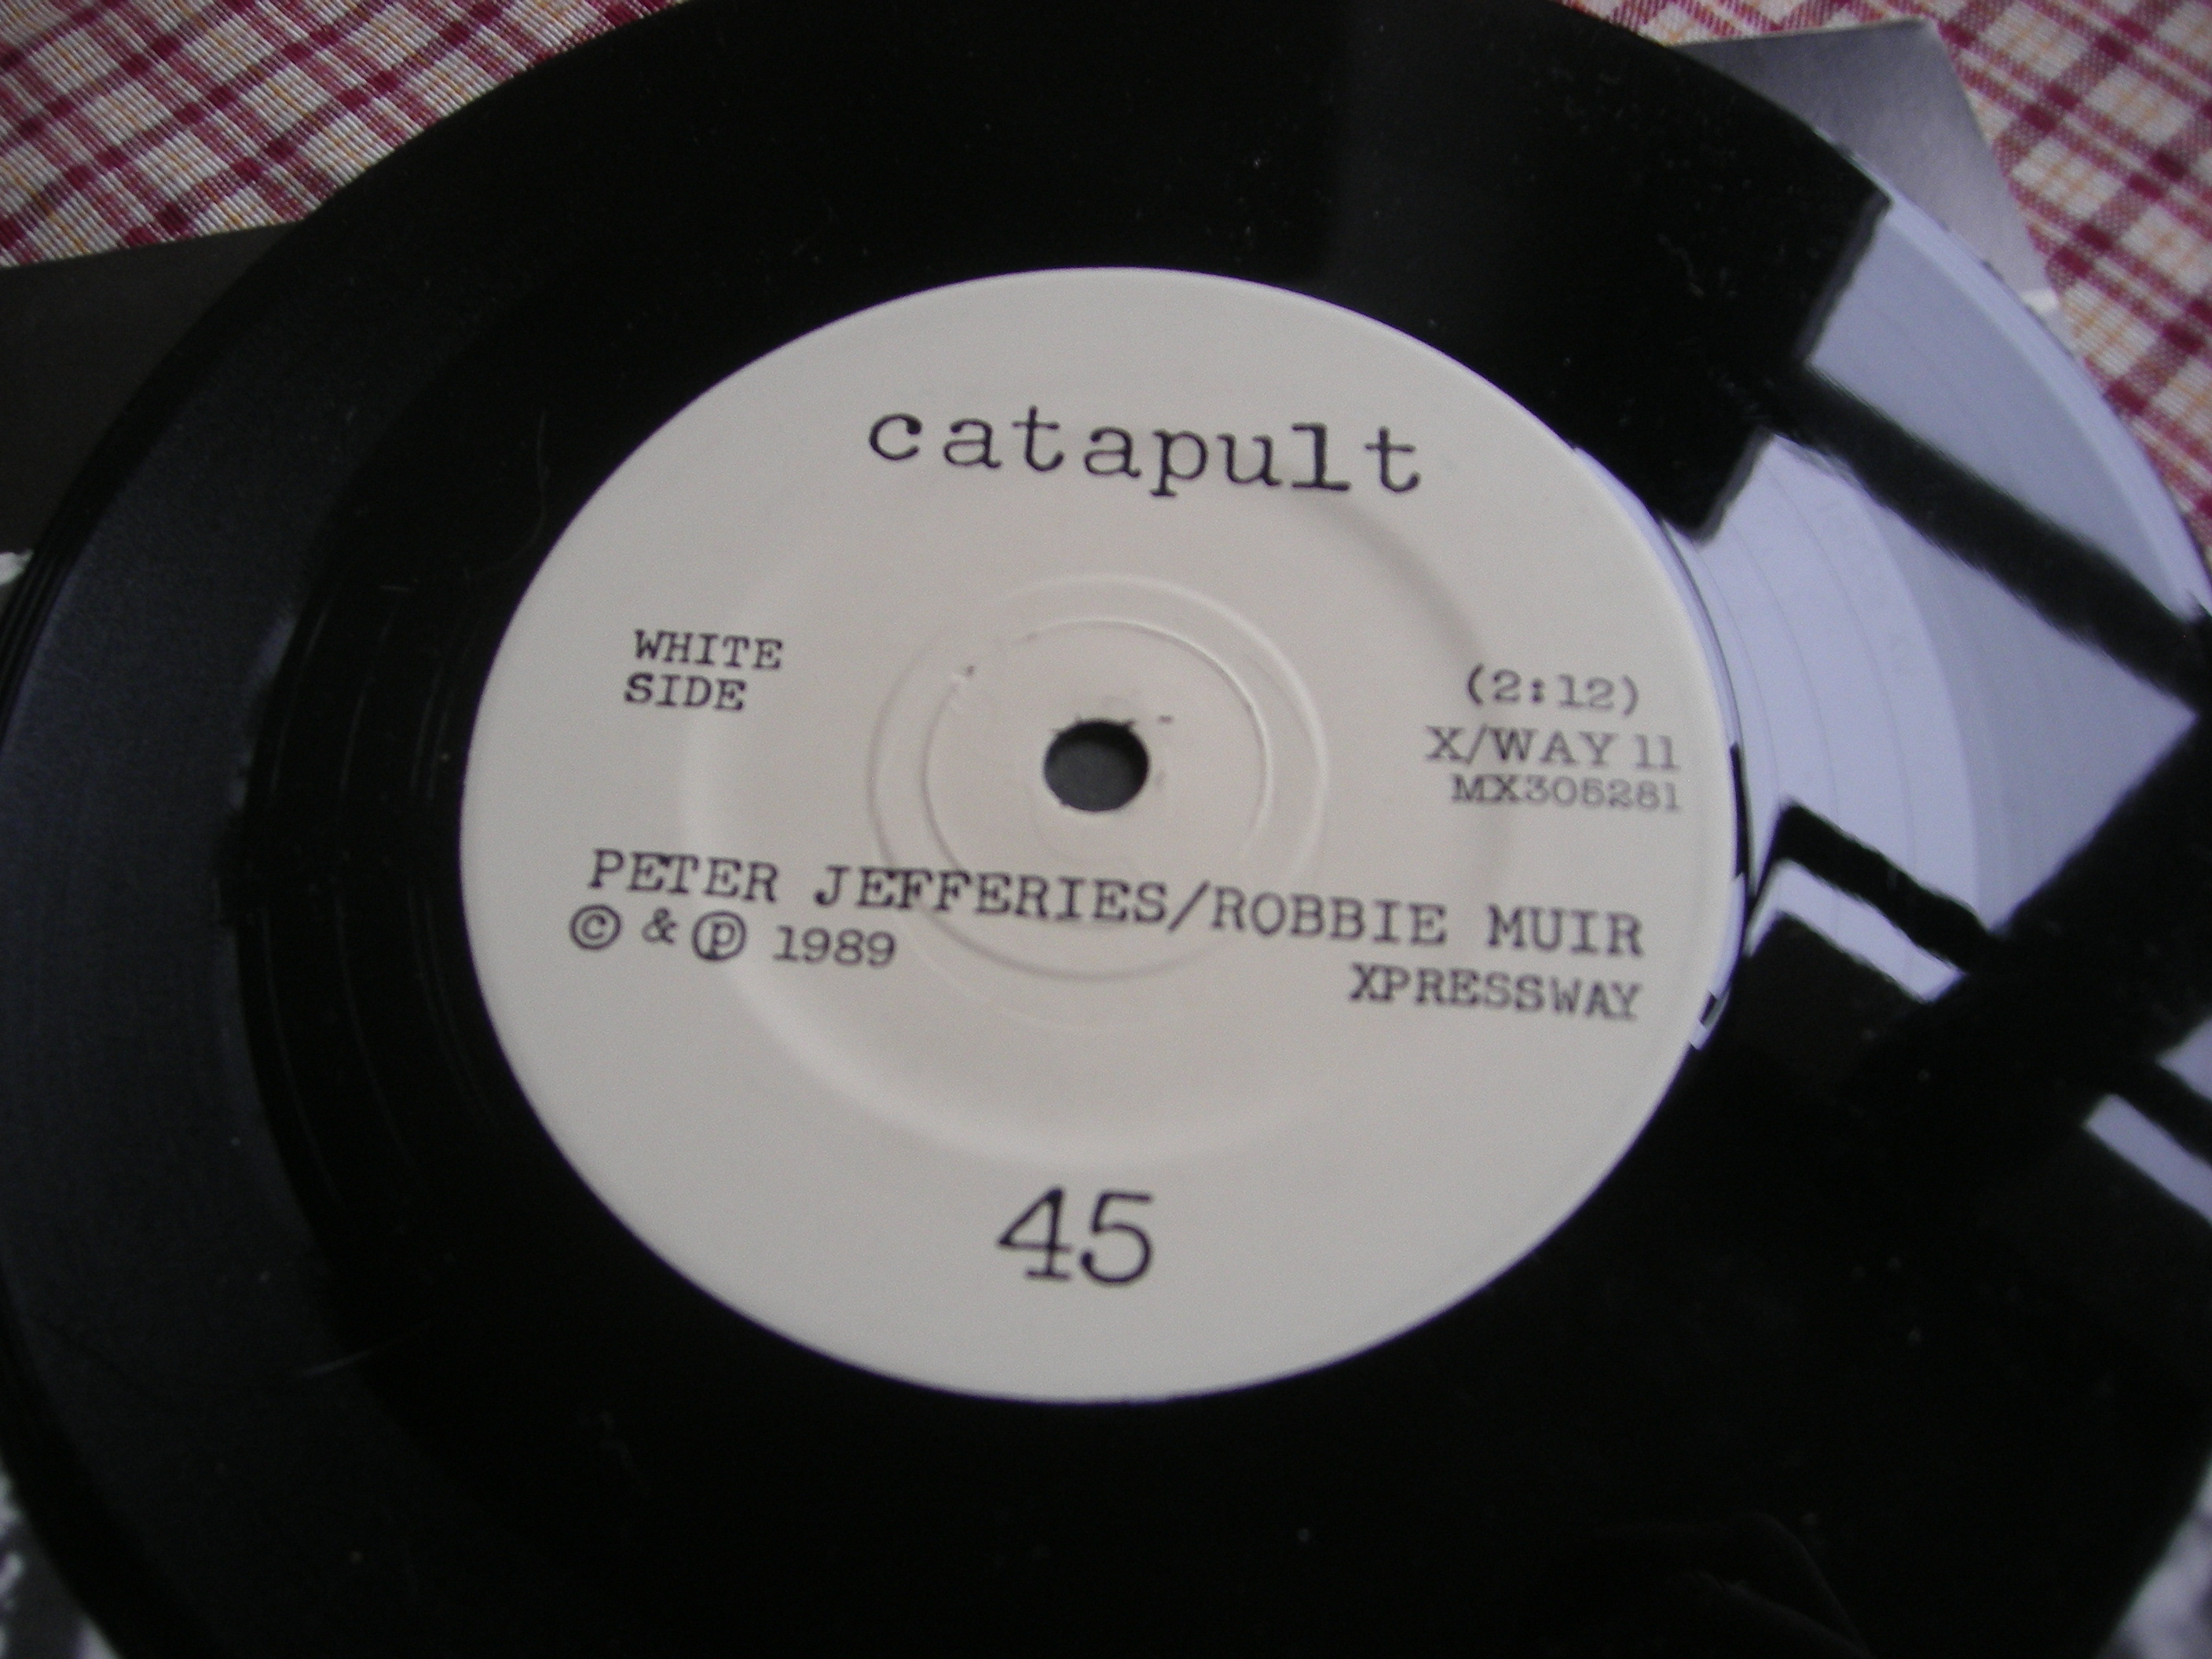 catapult
WHITE
SIDE
(2:12)
X/WAY 11
MX305281
PETER JEFFERIES/ROBBIE MUIR
© & ℗ 1989
XPRESSWAY
45